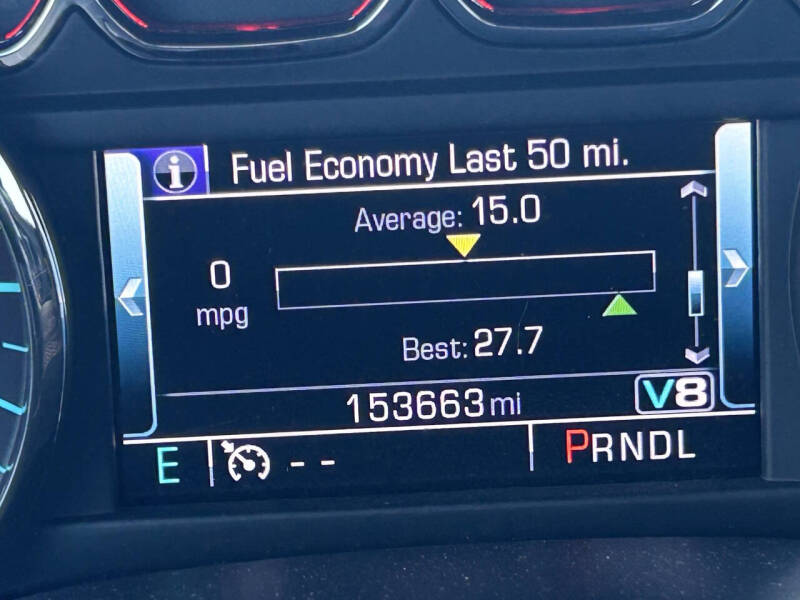 i Fuel Economy Last 50 mi.
Average: 15.0
0
mpg
Best: 27.7
153663 mi V8
E -- PRNDL